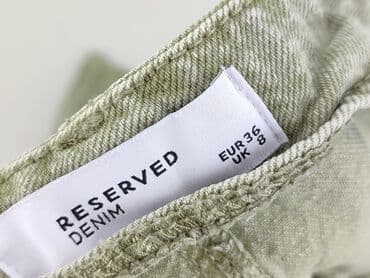 RESERVED
DENIM
EUR 36
UK 8